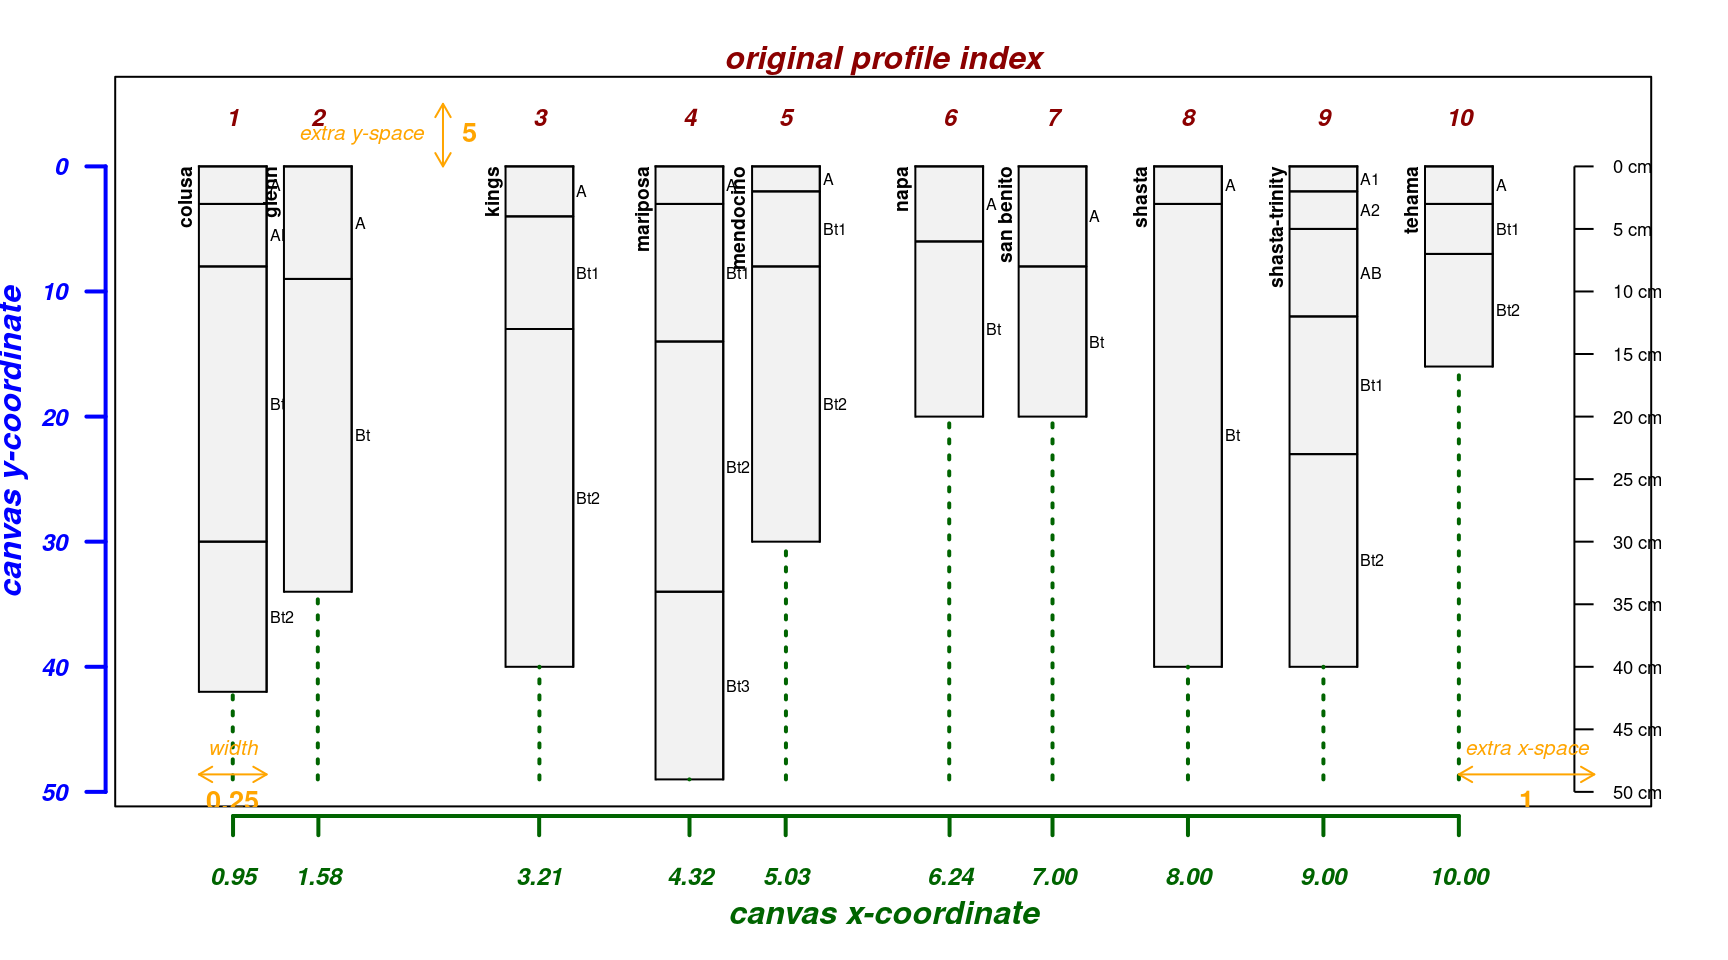 original profile index
1 2 3 4 5 6 7 8 9 10
extra y-space 5
canvas y-coordinate
0
10
20
30
40
50
colusa
A
Bt
Bt2
glenn
A
Bt
kings
A
Bt1
Bt2
mariposa
A
Bt1
Bt2
Bt3
mendocino
A
Bt1
Bt2
napa
A
Bt
san benito
A
Bt
shasta
A
Bt
shasta-trinity
A1
A2
AB
Bt1
Bt2
tehama
A
Bt1
Bt2
0 cm
5 cm
10 cm
15 cm
20 cm
25 cm
30 cm
35 cm
40 cm
45 cm
50 cm
width
0.25
extra x-space
1
0.95 1.58 3.21 4.32 5.03 6.24 7.00 8.00 9.00 10.00
canvas x-coordinate